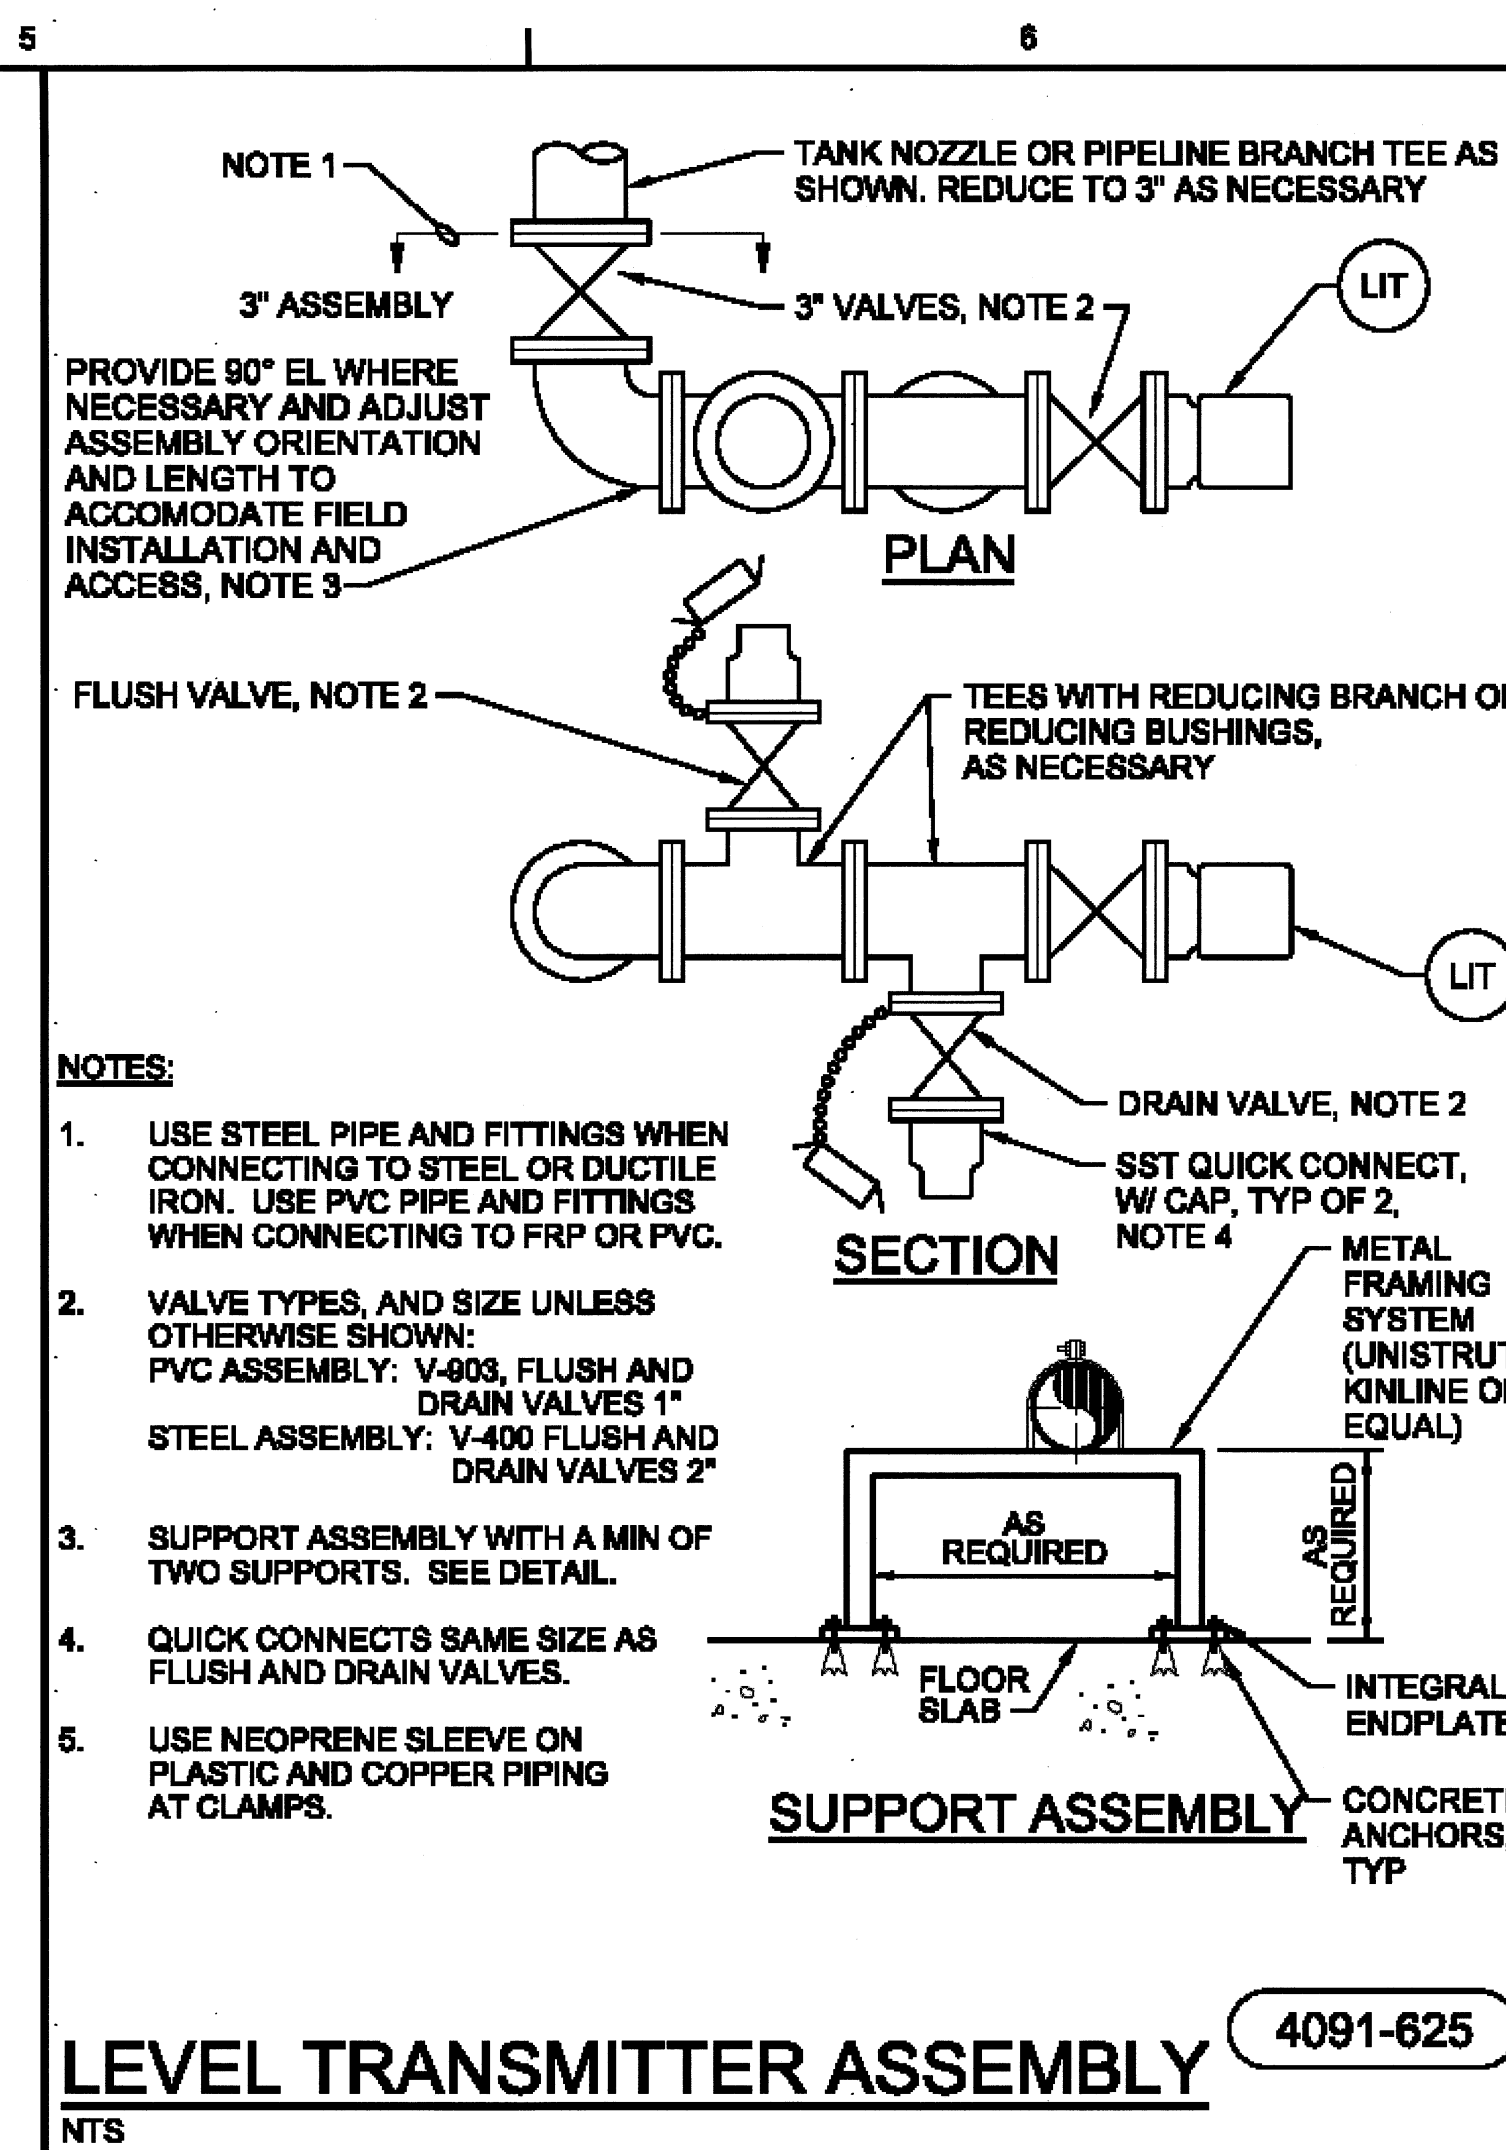 5
6
NOTE 1
TANK NOZZLE OR PIPELINE BRANCH TEE AS
SHOWN. REDUCE TO 3" AS NECESSARY
LIT
3" ASSEMBLY
3" VALVES, NOTE 2
PROVIDE 90° EL WHERE
NECESSARY AND ADJUST
ASSEMBLY ORIENTATION
AND LENGTH TO
ACCOMODATE FIELD
INSTALLATION AND
ACCESS, NOTE 3
PLAN
FLUSH VALVE, NOTE 2
TEES WITH REDUCING BRANCH
REDUCING BUSHINGS,
AS NECESSARY
LIT
DRAIN VALVE, NOTE 2
SST QUICK CONNECT,
W/ CAP, TYP OF 2,
NOTE 4
SECTION
NOTES:
1. USE STEEL PIPE AND FITTINGS WHEN
CONNECTING TO STEEL OR DUCTILE
IRON. USE PVC PIPE AND FITTINGS
WHEN CONNECTING TO FRP OR PVC.
2. VALVE TYPES, AND SIZE UNLESS
OTHERWISE SHOWN:
PVC ASSEMBLY: V-903, FLUSH AND
DRAIN VALVES 1"
STEEL ASSEMBLY: V-400 FLUSH AND
DRAIN VALVES 2"
3. SUPPORT ASSEMBLY WITH A MIN OF
TWO SUPPORTS. SEE DETAIL.
4. QUICK CONNECTS SAME SIZE AS
FLUSH AND DRAIN VALVES.
5. USE NEOPRENE SLEEVE ON
PLASTIC AND COPPER PIPING
AT CLAMPS.
METAL
FRAMING
SYSTEM
(UNISTRUT
KINLINE
EQUAL)
AS
REQUIRED
AS
REQUIRED
FLOOR
SLAB
INTEGRAL
ENDPLATE
CONCRETE
ANCHORS,
TYP
SUPPORT ASSEMBLY
4091-625
LEVEL TRANSMITTER ASSEMBLY
NTS